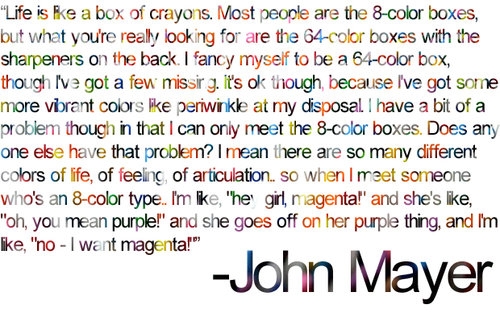 "Life is like a box of crayons. Most people are the 8-color boxes,
but what you're really looking for are the 64-color boxes with the
sharpeners on the back. I fancy myself to be a 64-color box,
though I've got a few missing. it's ok though, because I've got some
more vibrant colors like periwinkle at my disposal. I have a bit of a
problem though in that I can only meet the 8-color boxes. Does any
one else have that problem? I mean there are so many different
colors of life, of feeling, of articulation.. so when I meet someone
who's an 8-color type.. I'm like, "hey girl, magenta!" and she's like,
"oh, you mean purple!" and she goes off on her purple thing, and I'm
like, "no - I want magenta!""
-John Mayer